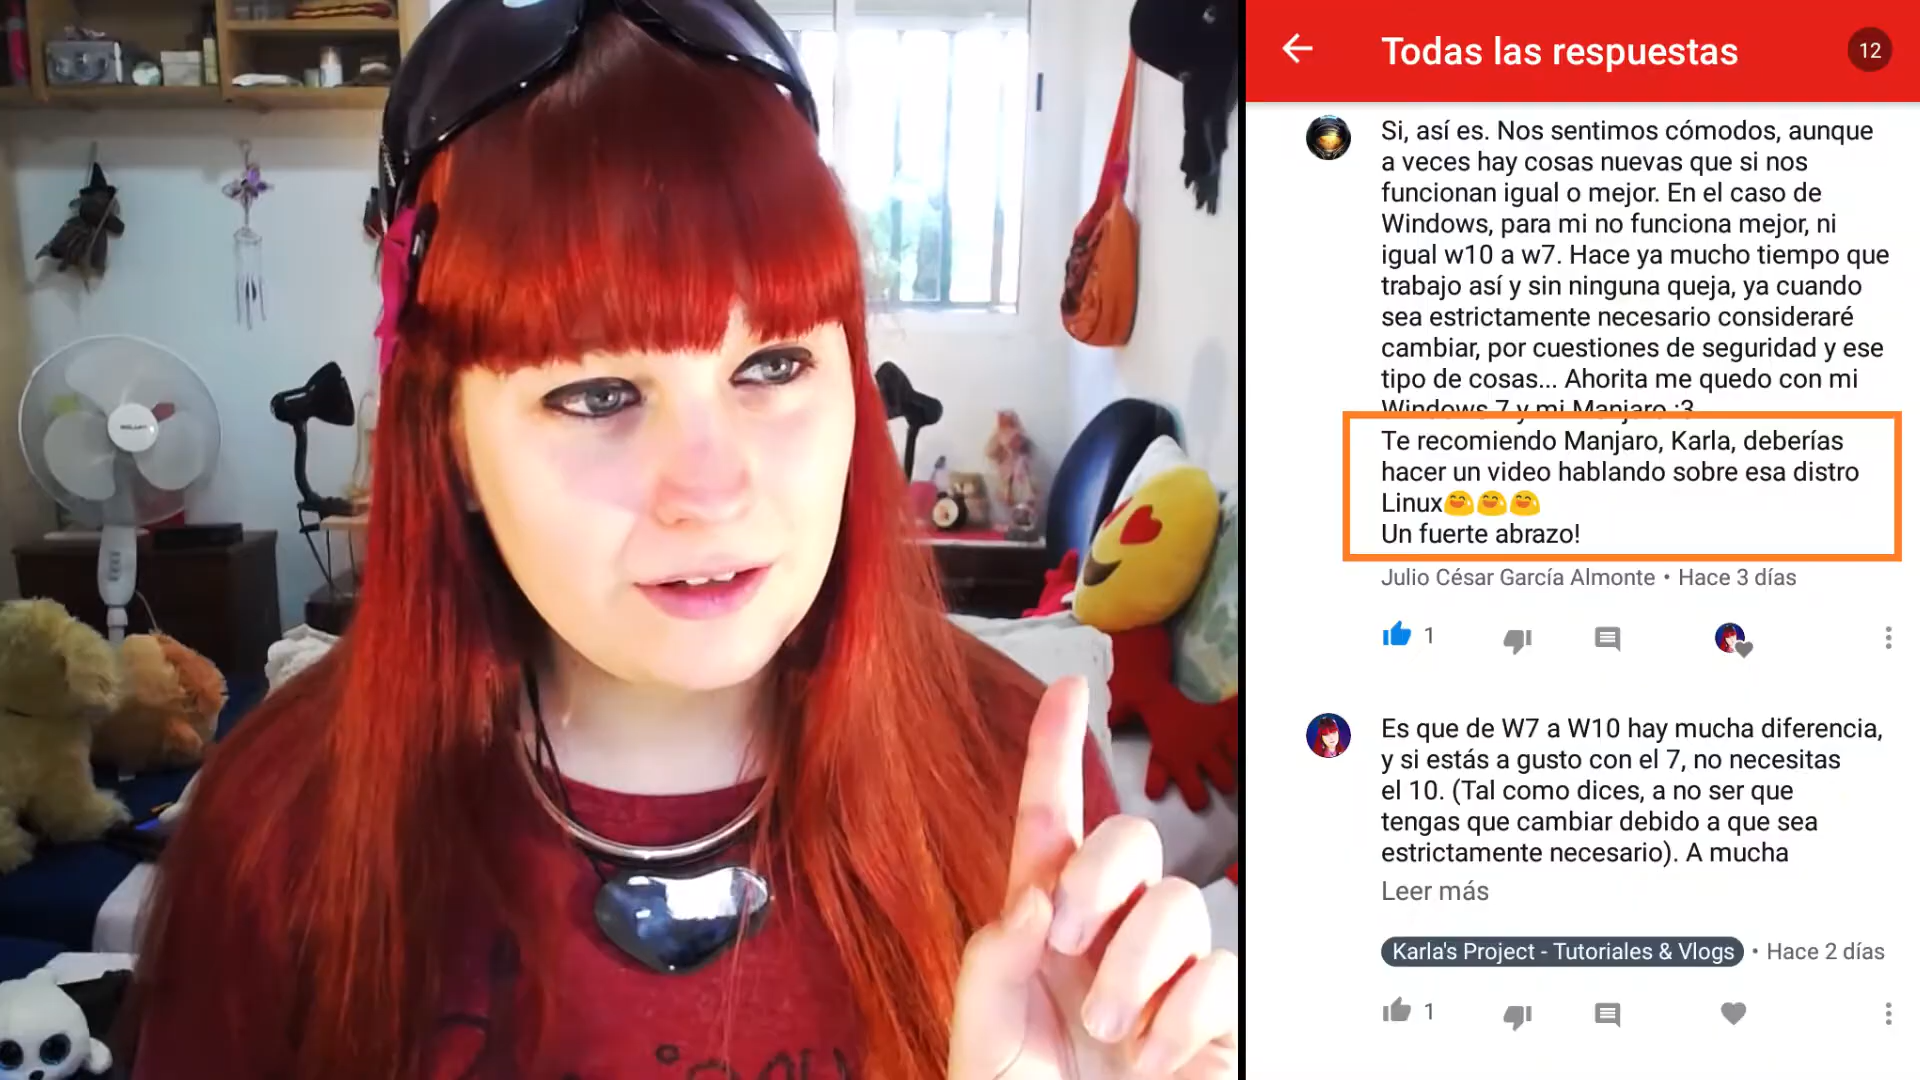 Todas las respuestas
12
Si, así es. Nos sentimos cómodos, aunque
a veces hay cosas nuevas que si nos
funcionan igual o mejor. En el caso de
Windows, para mi no funciona mejor, ni
igual w10 a w7. Hace ya mucho tiempo que
trabajo así y sin ninguna queja, ya cuando
sea estrictamente necesario consideraré
cambiar, por cuestiones de seguridad y ese
tipo de cosas... Ahorita me quedo con mi
Windows 7 y mi Manjaro :3
Te recomiendo Manjaro, Karla, deberías
hacer un video hablando sobre esa distro
Linux😄😄😄
Un fuerte abrazo!
Julio César García Almonte • Hace 3 días
1
Es que de W7 a W10 hay mucha diferencia,
y si estás a gusto con el 7, no necesitas
el 10. (Tal como dices, a no ser que
tengas que cambiar debido a que sea
estrictamente necesario). A mucha
Leer más
Karla's Project - Tutoriales & Vlogs • Hace 2 días
1